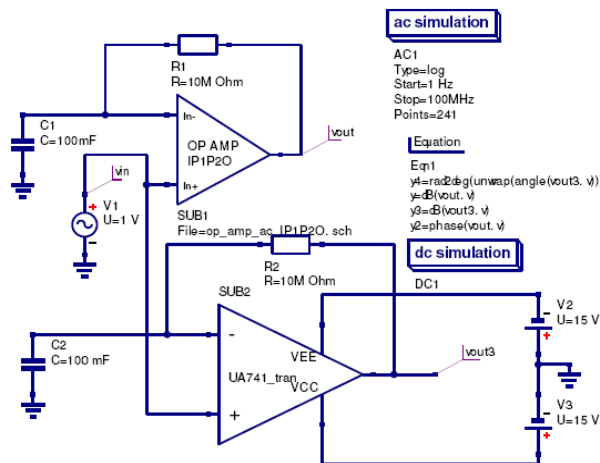 ac simulation
AC1
Type=log
Start=1 Hz
Stop=100MHz
Points=241
Equation
Eqn1
y4=rad2deg(unwrap(angle(vout3.v))
y=dB(vout.v)
y3=dB(vout3.v)
y2=phase(vout.v)
dc simulation
DC1
R1
R=10M Ohm
C1
C=100mF
In-
OP AMP
IP1P2O
In+
vout
vin
V1
U=1 V
+
-
SUB1
File=op_amp_ac_IP1P2O.sch
R2
R=10M Ohm
SUB2
C2
C=100 mF
-
VEE
UA741_tran
VCC
+
vout3
V2
U=15 V
-
+
V3
U=15 V
-
+